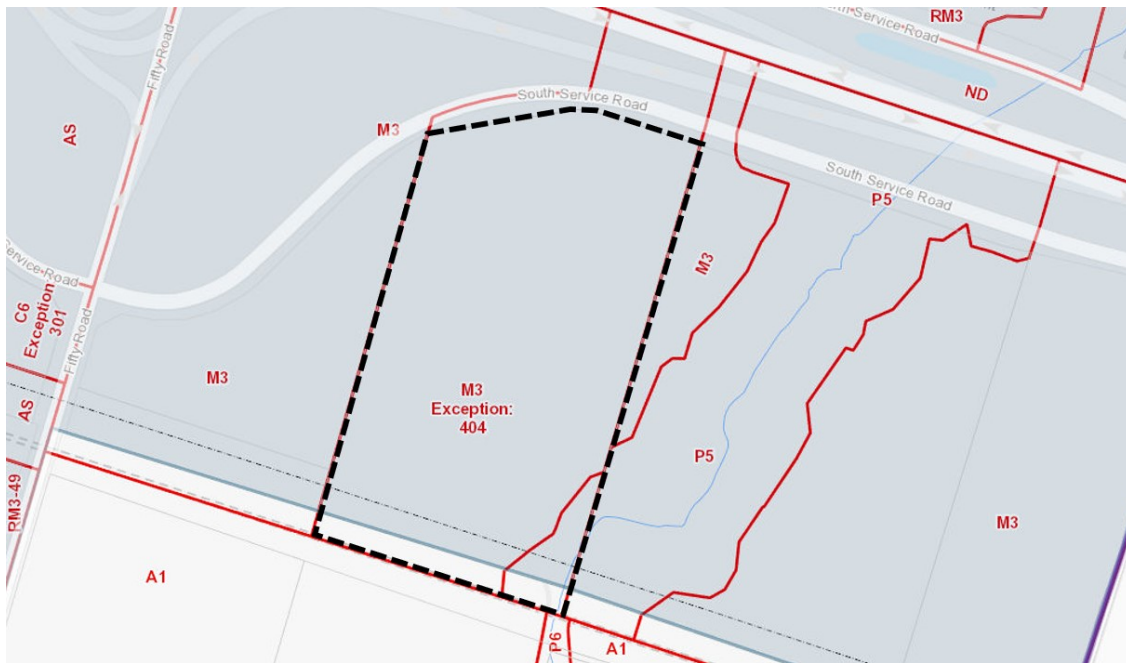 RM3
rth Service Road
Fifty Road
ND
South Service Road
M3
AS
South Service Road
P5
M3
Service Road
C6
Exception
301
Fifty Road
M3
M3
Exception:
404
AS
P5
RM3-49
M3
A1
P6
A1